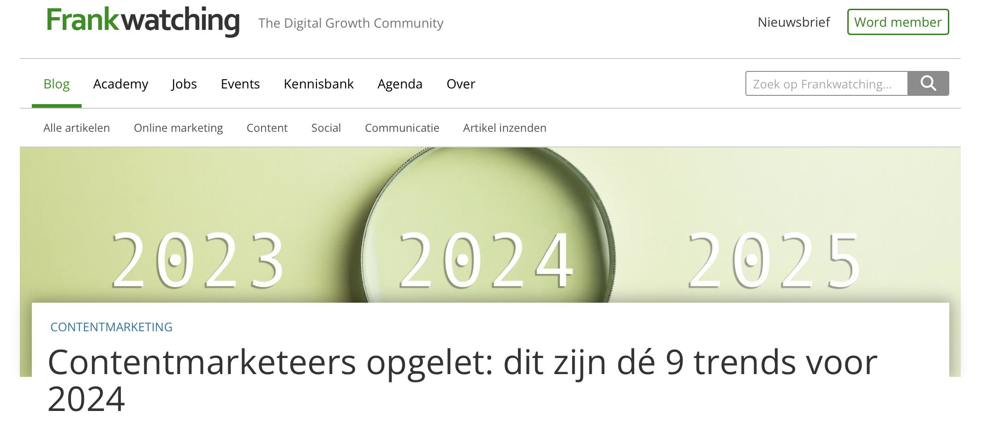 Frankwatching
The Digital Growth Community
Nieuwsbrief
Word member
Blog
Academy
Jobs
Events
Kennisbank
Agenda
Over
Zoek op Frankwatching...
Alle artikelen
Online marketing
Content
Social
Communicatie
Artikel inzenden
2023
2024
2025
CONTENTMARKETING
Contentmarketeers opgelet: dit zijn dé 9 trends voor
2024